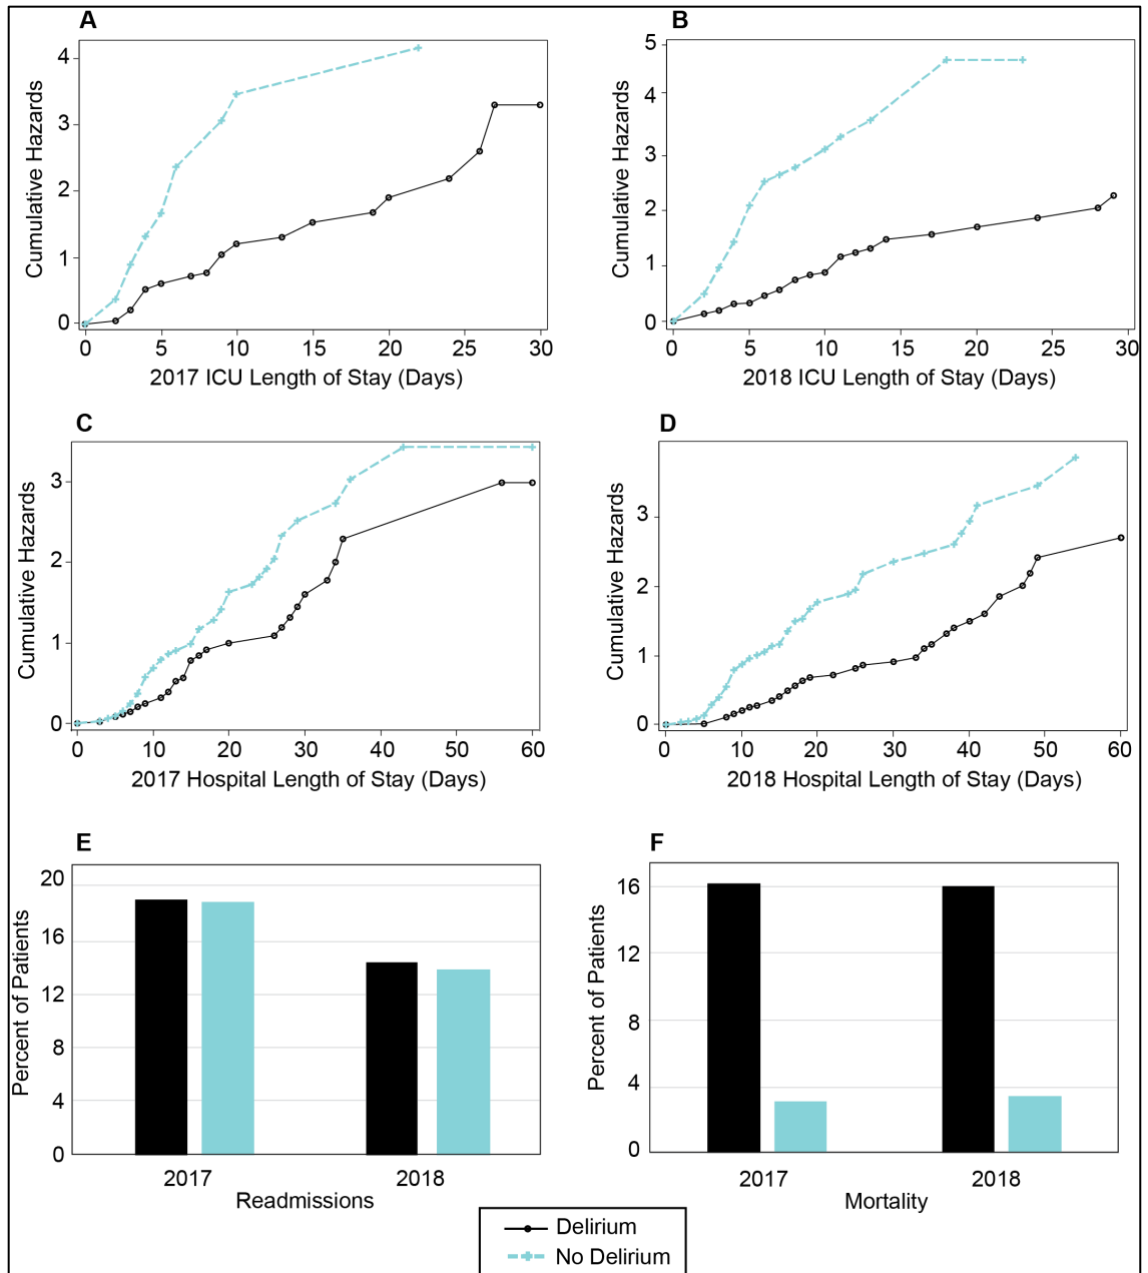 A
Cumulative Hazards
4
3
2
1
0
0 5 10 15 20 25 30
2017 ICU Length of Stay (Days)
B
Cumulative Hazards
5
4
3
2
1
0
0 5 10 15 20 25 30
2018 ICU Length of Stay (Days)
C
Cumulative Hazards
3
2
1
0
0 10 20 30 40 50 60
2017 Hospital Length of Stay (Days)
D
Cumulative Hazards
3
2
1
0
0 10 20 30 40 50 60
2018 Hospital Length of Stay (Days)
E
Percent of Patients
20
16
12
8
4
0
2017 2018
Readmissions
F
Percent of Patients
16
12
8
4
0
2017 2018
Mortality
Delirium
No Delirium